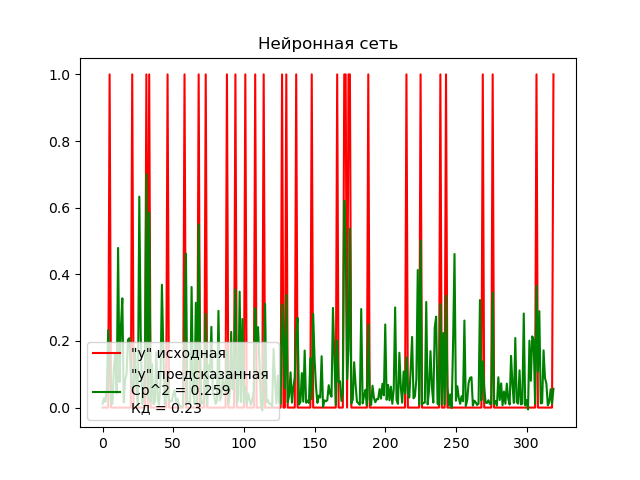 Нейронная сеть
1.0
0.8
0.6
0.4
0.2
0.0
"y" исходная
"y" предсказанная
Ср^2 = 0.259
Кд = 0.23
0 50 100 150 200 250 300